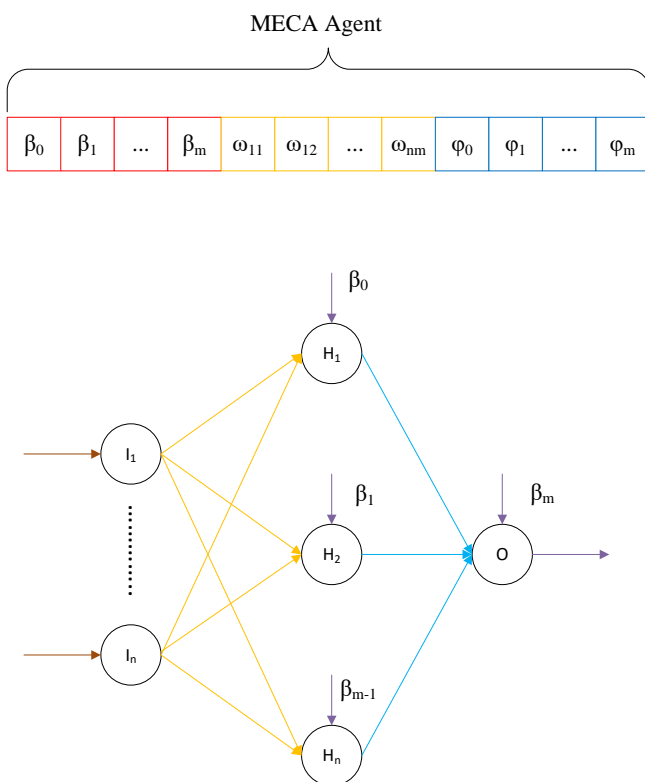 MECA Agent
β₀ β₁ ... βₘ ω₁₁ ω₁₂ ... ωₙₘ φ₀ φ₁ ... φₘ
β₀
H₁
I₁
β₁
βₘ
H₂
O
Iₙ
βₘ₋₁
Hₙ